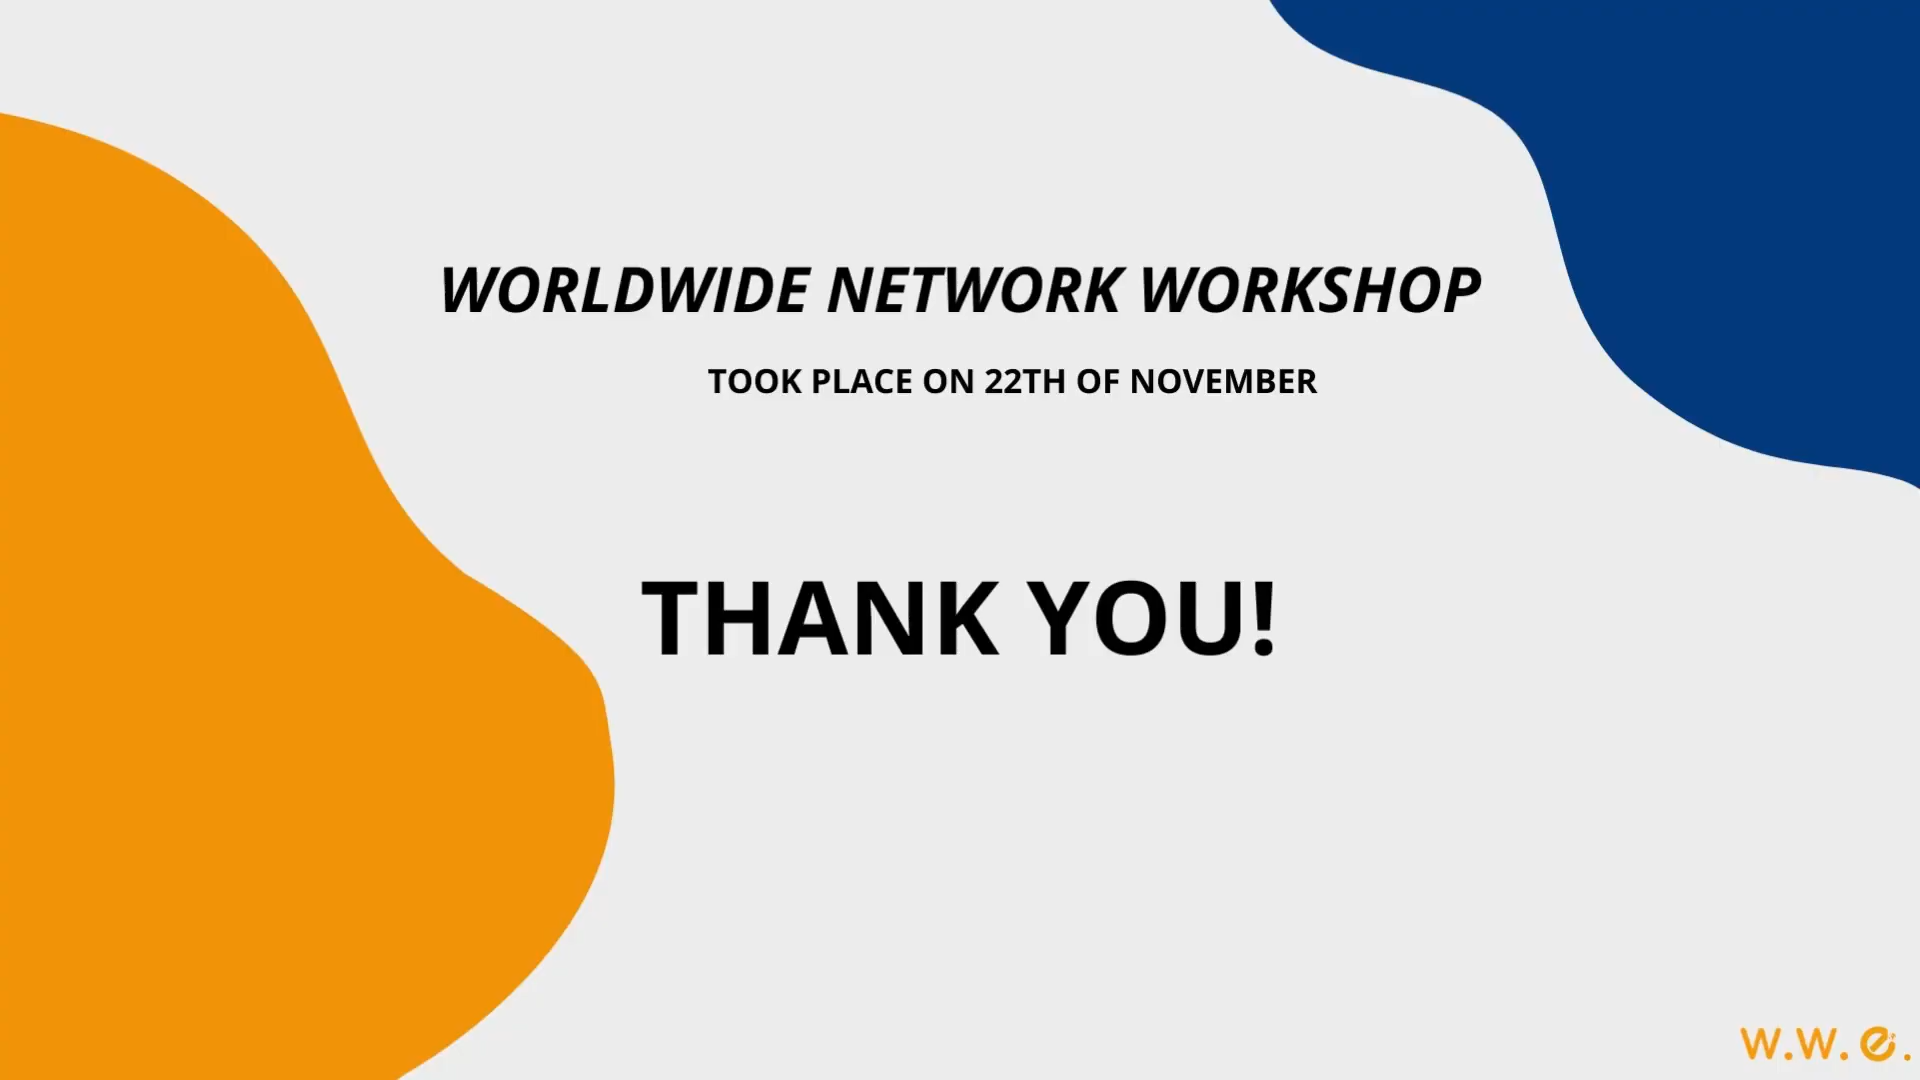 WORLDWIDE NETWORK WORKSHOP
TOOK PLACE ON 22TH OF NOVEMBER
THANK YOU!
w.w.e.